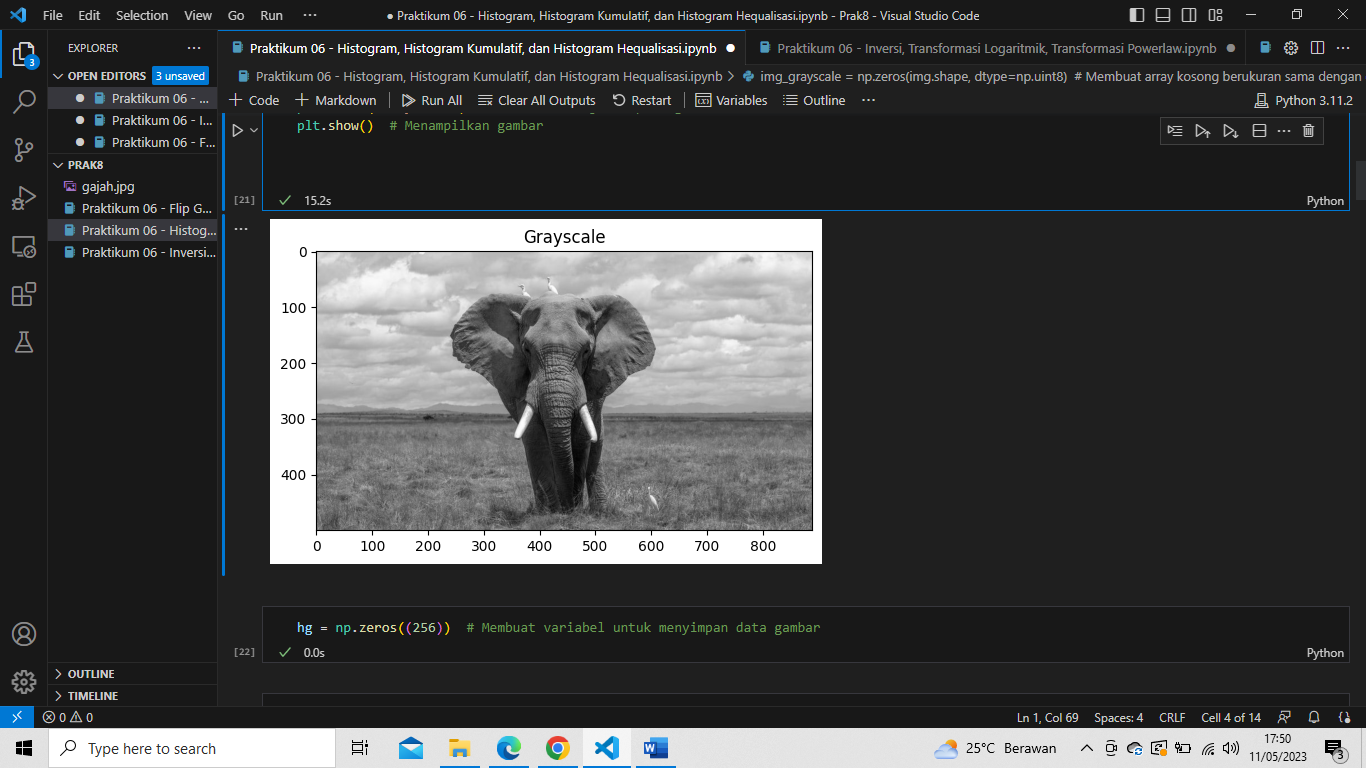 File Edit Selection View Go Run ··· ● Praktikum 06 - Histogram, Histogram Kumulatif, dan Histogram Hequalisasi.ipynb - Prak8 - Visual Studio Code
EXPLORER ···
Praktikum 06 - Histogram, Histogram Kumulatif, dan Histogram Hequalisasi.ipynb ●
Praktikum 06 - Inversi, Transformasi Logaritmik, Transformasi Powerlaw.ipynb ●
OPEN EDITORS 3 unsaved
Praktikum 06 - ...
Praktikum 06 - I...
Praktikum 06 - F...
PRAK8
gajah.jpg
Praktikum 06 - Flip G...
Praktikum 06 - Histog...
Praktikum 06 - Inversi...
OUTLINE
TIMELINE
3
Praktikum 06 - Histogram, Histogram Kumulatif, dan Histogram Hequalisasi.ipynb > img_grayscale = np.zeros(img.shape, dtype=np.uint8) # Membuat array kosong berukuran sama dengan
+ Code + Markdown Run All Clear All Outputs Restart Variables Outline ··· Python 3.11.2
plt.show() # Menampilkan gambar
[21] ✓ 15.2s Python
Grayscale
0
100
200
300
400
0 100 200 300 400 500 600 700 800
hg = np.zeros((256)) # Membuat variabel untuk menyimpan data gambar
[22] ✓ 0.0s Python
0 0 Ln 1, Col 69 Spaces: 4 CRLF Cell 4 of 14
Type here to search 25°C Berawan 17:50
11/05/2023 3